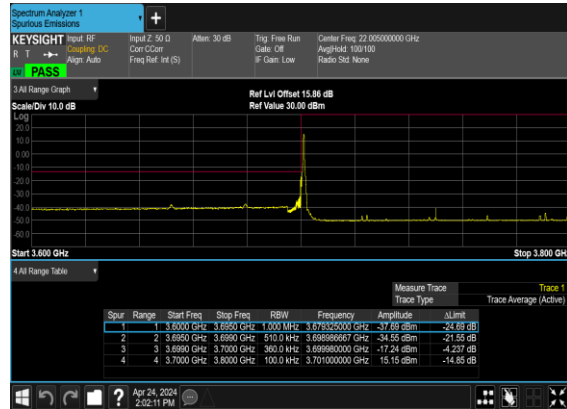 Spectrum Analyzer 1
Spurious Emissions
+
KEYSIGHT Input: RF Input Z: 50 Ω Atten: 30 dB Trig: Free Run Center Freq: 22.005000000 GHz
R T Coupling: DC Corr CCorr Gate: Off Avg|Hold: 100/100
Align: Auto Freq Ref: Int (S) IF Gain: Low Radio Std: None
PASS
3 All Range Graph
Ref Lvl Offset 15.86 dB
Scale/Div 10.0 dB Ref Value 30.00 dBm
Log
20.0
10.00
0.00
-10.0
-20.0
-30.0
-40.0
-50.0
-60.0
Start 3.600 GHz Stop 3.800 GH
4 All Range Table
Measure Trace Trace 1
Trace Type Trace Average (Active)
Spur Range Start Freq Stop Freq RBW Frequency Amplitude ΔLimit
1 1 3.6000 GHz 3.6950 GHz 1.000 MHz 3.679325000 GHz -37.69 dBm -24.69 dB
2 2 3.6950 GHz 3.6990 GHz 510.0 kHz 3.698966667 GHz -34.55 dBm -21.55 dB
3 3 3.6990 GHz 3.7000 GHz 360.0 kHz 3.699980000 GHz -17.24 dBm -4.237 dB
4 4 3.7000 GHz 3.8000 GHz 100.0 kHz 3.701000000 GHz 15.15 dBm -14.85 dB
? Apr 24, 2024
2:02:11 PM